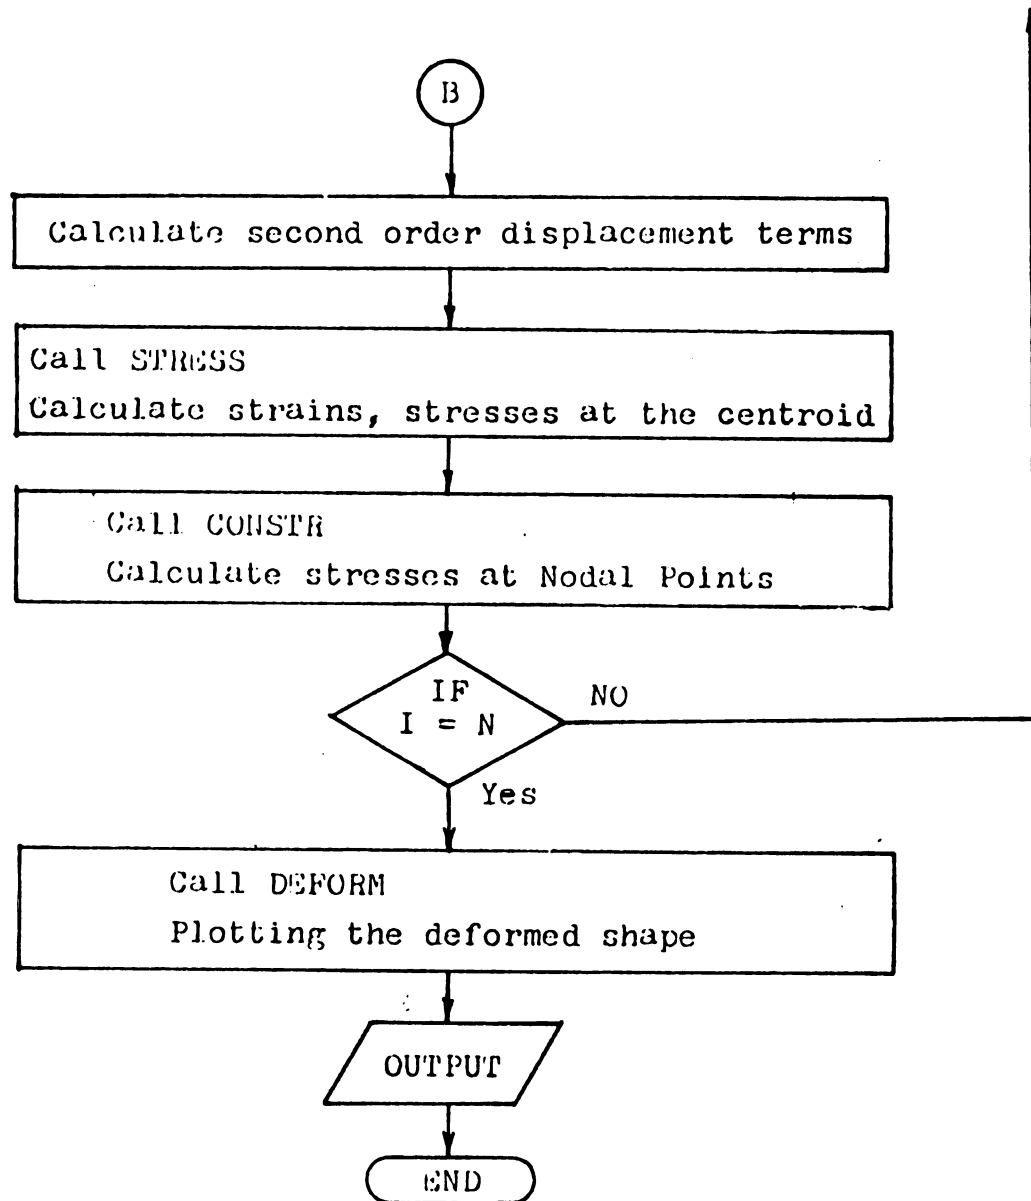 B
Calculate second order displacement terms
Call STRESS
Calculate strains, stresses at the centroid
Call CONSTR
Calculate stresses at Nodal Points
IF
I = N
NO
Yes
Call DEFORM
Plotting the deformed shape
OUTPUT
END